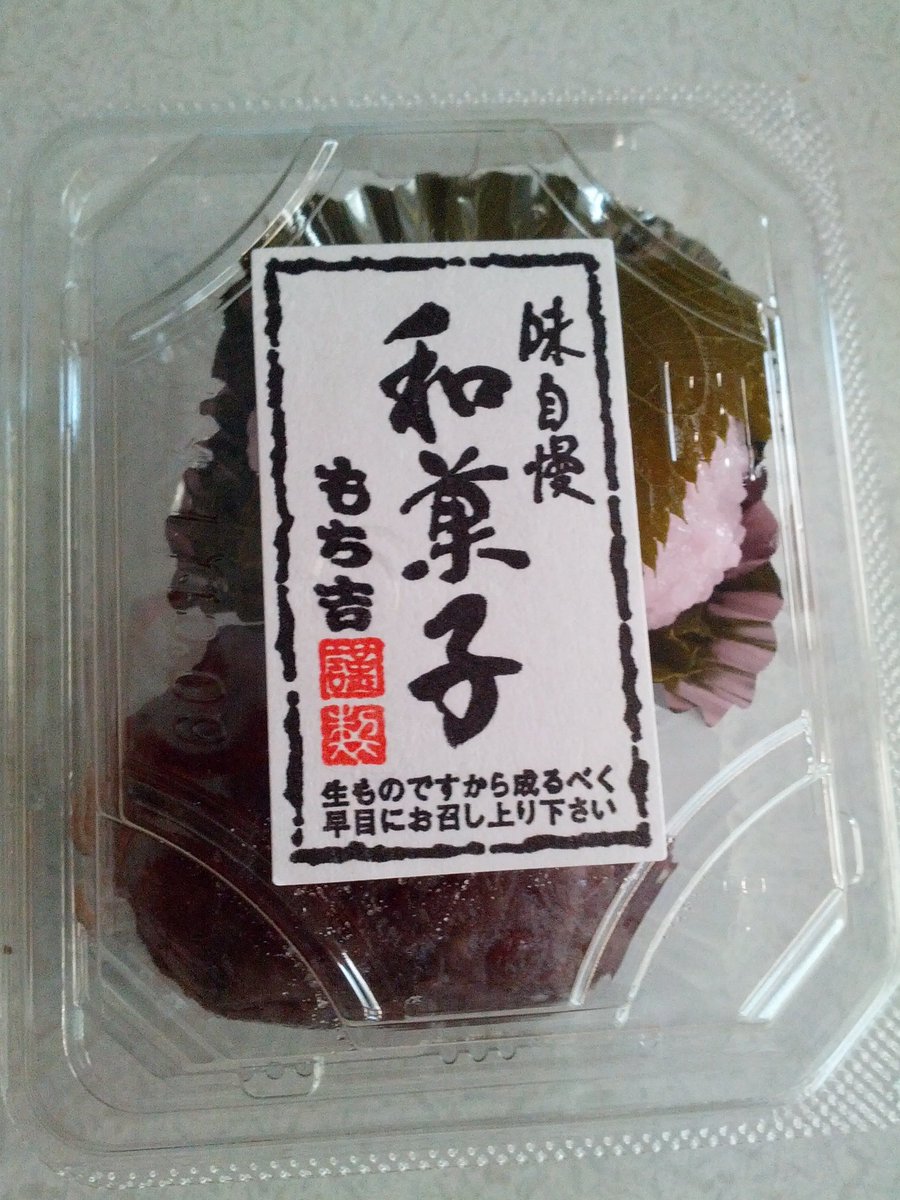 味自慢
和菓子
もち吉
謹製
生ものですから成るべく
早目にお召し上り下さい